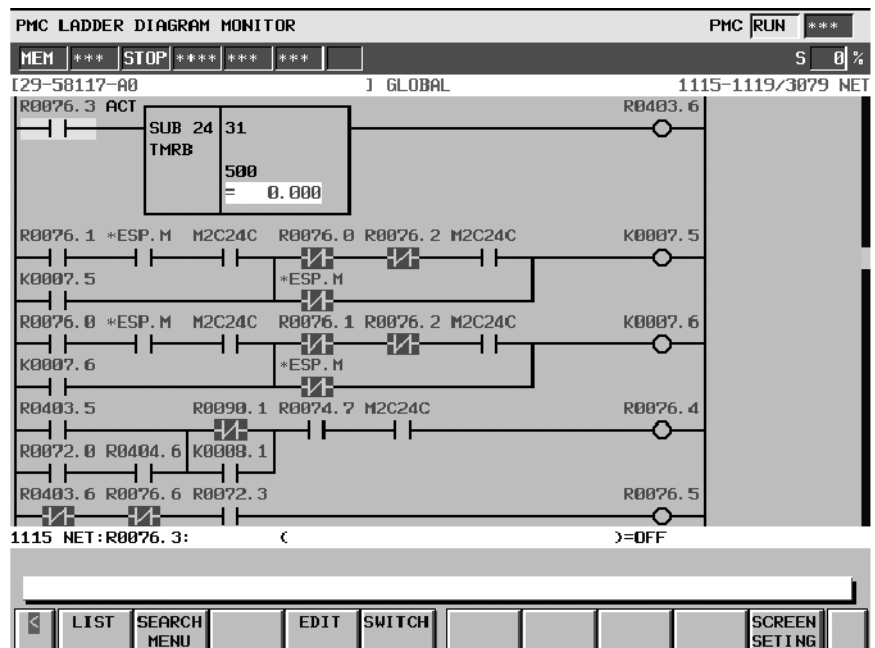 PMC LADDER DIAGRAM MONITOR PMC RUN ***
MEM *** STOP **** *** *** S 0 %
[29-58117-A0 ] GLOBAL 1115-1119/3079 NET
R0076.3 ACT R0403.6
SUB 24 31
TMRB
500
= 0.000
R0076.1 *ESP.M M2C24C R0076.0 R0076.2 M2C24C K0007.5
K0007.5 *ESP.M
R0076.0 *ESP.M M2C24C R0076.1 R0076.2 M2C24C K0007.6
K0007.6 *ESP.M
R0403.5 R0090.1 R0074.7 M2C24C R0076.4
R0072.0 R0404.6 K0008.1
R0403.6 R0076.6 R0072.3 R0076.5
1115 NET:R0076.3: ( )=OFF
< LIST SEARCH MENU EDIT SWITCH SCREEN SETING